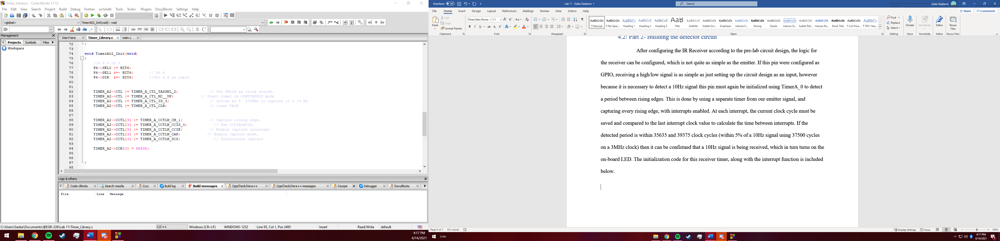 Timer_Library.c - Code::Blocks 17.12
File Edit View Search Project Build Debug Fortran wxSmith Tools Tools+ Plugins DoxyBlocks Settings Help
<global>
TimerA02_Init(void) : void
Management
Projects Symbols Files
Workspace
Start here Timer_Library.c main.c
72 }
73
74 void TimerA02_Init(void)
75 {
76 //6.6 = t2.3
77 P6->SEL0 |= BIT6;
78 P6->SEL1 &=~ BIT6; // P6.6
79 P6->DIR &=~ BIT6; //Set 6.6 as input
80
81
82 TIMER_A2->CTL |= TIMER_A_CTL_TASSEL_2; // Use SMCLK as clock source,
83 TIMER_A2->CTL |= TIMER_A_CTL_MC__UP; // Start timer in CONTINUOUS mode
84 TIMER_A2->CTL |= TIMER_A_CTL_ID_3; // divide by 8 375KHz to capture 10 & 14 Hz
85 TIMER_A2->CTL |= TIMER_A_CTL_CLR; // clear TA0R
86
87
88 TIMER_A2->CCTL[3] |= TIMER_A_CCTLN_CM_1; // Capture rising edge,
89 TIMER_A2->CCTL[3] |= TIMER_A_CCTLN_CCIS_0; // Use CCI2A=ACLK,
90 TIMER_A2->CCTL[3] |= TIMER_A_CCTLN_CCIE; // Enable capture interrupt
91 TIMER_A2->CCTL[3] |= TIMER_A_CCTLN_CAP; // Enable capture mode,
92 TIMER_A2->CCTL[3] |= TIMER_A_CCTLN_SCS; // Synchronous capture
93
94 TIMER_A2->CCR[0] = 65535;
95
96
97 }
98
Logs & others
Code::Blocks Search results Cccc Build log Build messages CppCheck/Vera++ CppCheck/Vera++ messages Cscope Debugger DoxyBlocks
File Line Message
C:\Users\Gasba\Documents\@EGR-226\Lab 11\Timer_Library.c C/C++ Windows (CR+LF) WINDOWS-1252 Line 95, Col 1, Pos 3495 Insert Read/Write default
4:17 PM
4/14/2021
AutoSave Off
Lab 11 - Gabe Gasbarre
Search
Gabe Gasbarre
File Home Insert Design Layout References Mailings Review View Zotero Help
Share Comments
Paste
Cut
Copy
Format Painter
Clipboard
Times New Roma 11
Font
Paragraph
¶ Normal ¶ No Spac... Heading 1 Heading 2 Heading 3 Title Subtitle Subtle Em... Emphasis Intense E... Strong Quote Intense Q... Subtle Ref... Intense Re... Book Title ¶ List Para... ¶ TOC Hea...
Styles
Find
Replace
Select
Editing
Dictate
Voice
Sensitivity
Sensitivity
Editor
Editor
Reuse Files
Reuse Files
4.2: Part 2- Building the detector circuit
After configuring the IR Receiver according to the pre-lab circuit design, the logic for
the receiver can be configured, which is not quite as simple as the emitter. If this pin were configured as
GPIO, receiving a high/low signal is as simple as just setting up the circuit design as an input, however
because it is necessary to detect a 10Hz signal this pin must again be initialized using TimerA_0 to detect
a period between rising edges. This is done by using a separate timer from our emitter signal, and
capturing every rising edge, with interrupts enabled. At each interrupt, the current clock cycle must be
saved and compared to the last interrupt clock value to calculate the time between interrupts. If the
detected period is within 35635 and 39375 clock cycles (within 5% of a 10Hz signal using 37500 cycles
on a 3MHz clock) then it can be confirmed that a 10Hz signal is being received, which in turn turns on the
on-board LED. The initialization code for this receiver timer, along with the interrupt function is included
below.
Page 6 of 7 631 words
Display Settings Focus 160%
Links
4:17 PM
4/14/2021